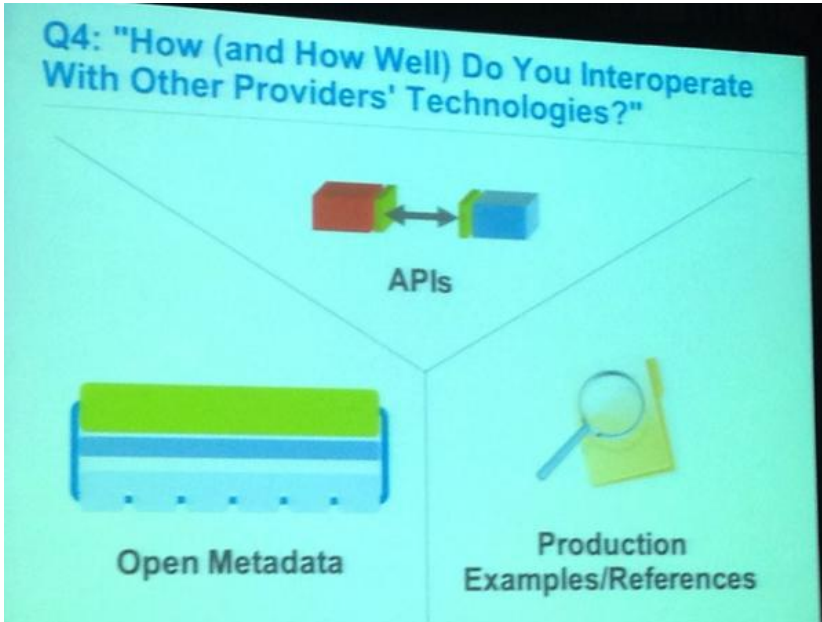 Q4: "How (and How Well) Do You Interoperate
With Other Providers' Technologies?"
APIs
Open Metadata
Production
Examples/References